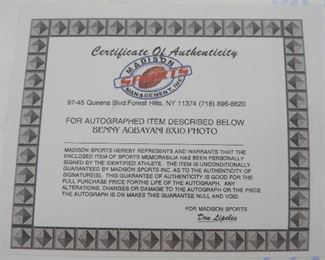 Certificate Of Authenticity
MADISON
SPORTS
MANAGEMENT, INC.
97-45 Queens Blvd.Forest Hills, NY 11374 (718) 896-8620
FOR AUTOGRAPHED ITEM DESCRIBED BELOW
BENNY AGBAYANI 8X10 PHOTO
MADISON SPORTS HEREBY REPRESENTS AND WARRANTS THAT THE
ENCLOSED ITEM OF SPORTS MEMORABILIA HAS BEEN PERSONALLY
SIGNED BY THE IDENTIFIED ATHLETE. THE ITEM IS UNCONDITIONALLY
GUARANTEED BY MADISON SPORTS INC. AS TO THE AUTHENTICITY OF
SIGNATURE(S). THIS GUARANTEE OF AUTHENTICITY IS GOOD FOR THE
FULL PURCHASE PRICE FORTHE LIFE OF THE AUTOGRAPH. ANY
ALTERATIONS, CHANGES OR DAMAGE TO THE AUTOGRAPH OR THE PIECE
THE AUTOGRAPH IS ON MAKES THIS GUARANTEE NULL AND VOID.
FOR MADISON SPORTS
Don Lipeles